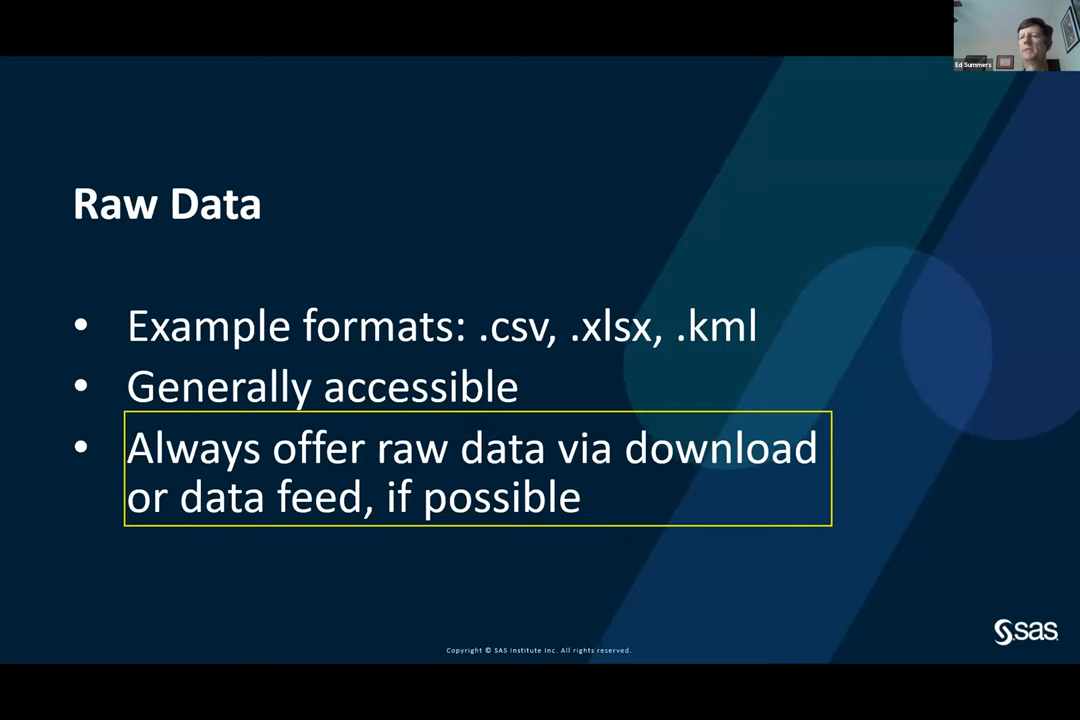 Ed Summers
Raw Data
• Example formats: .csv, .xlsx, .kml
• Generally accessible
• Always offer raw data via download
or data feed, if possible
sas
Copyright © SAS Institute Inc. All rights reserved.